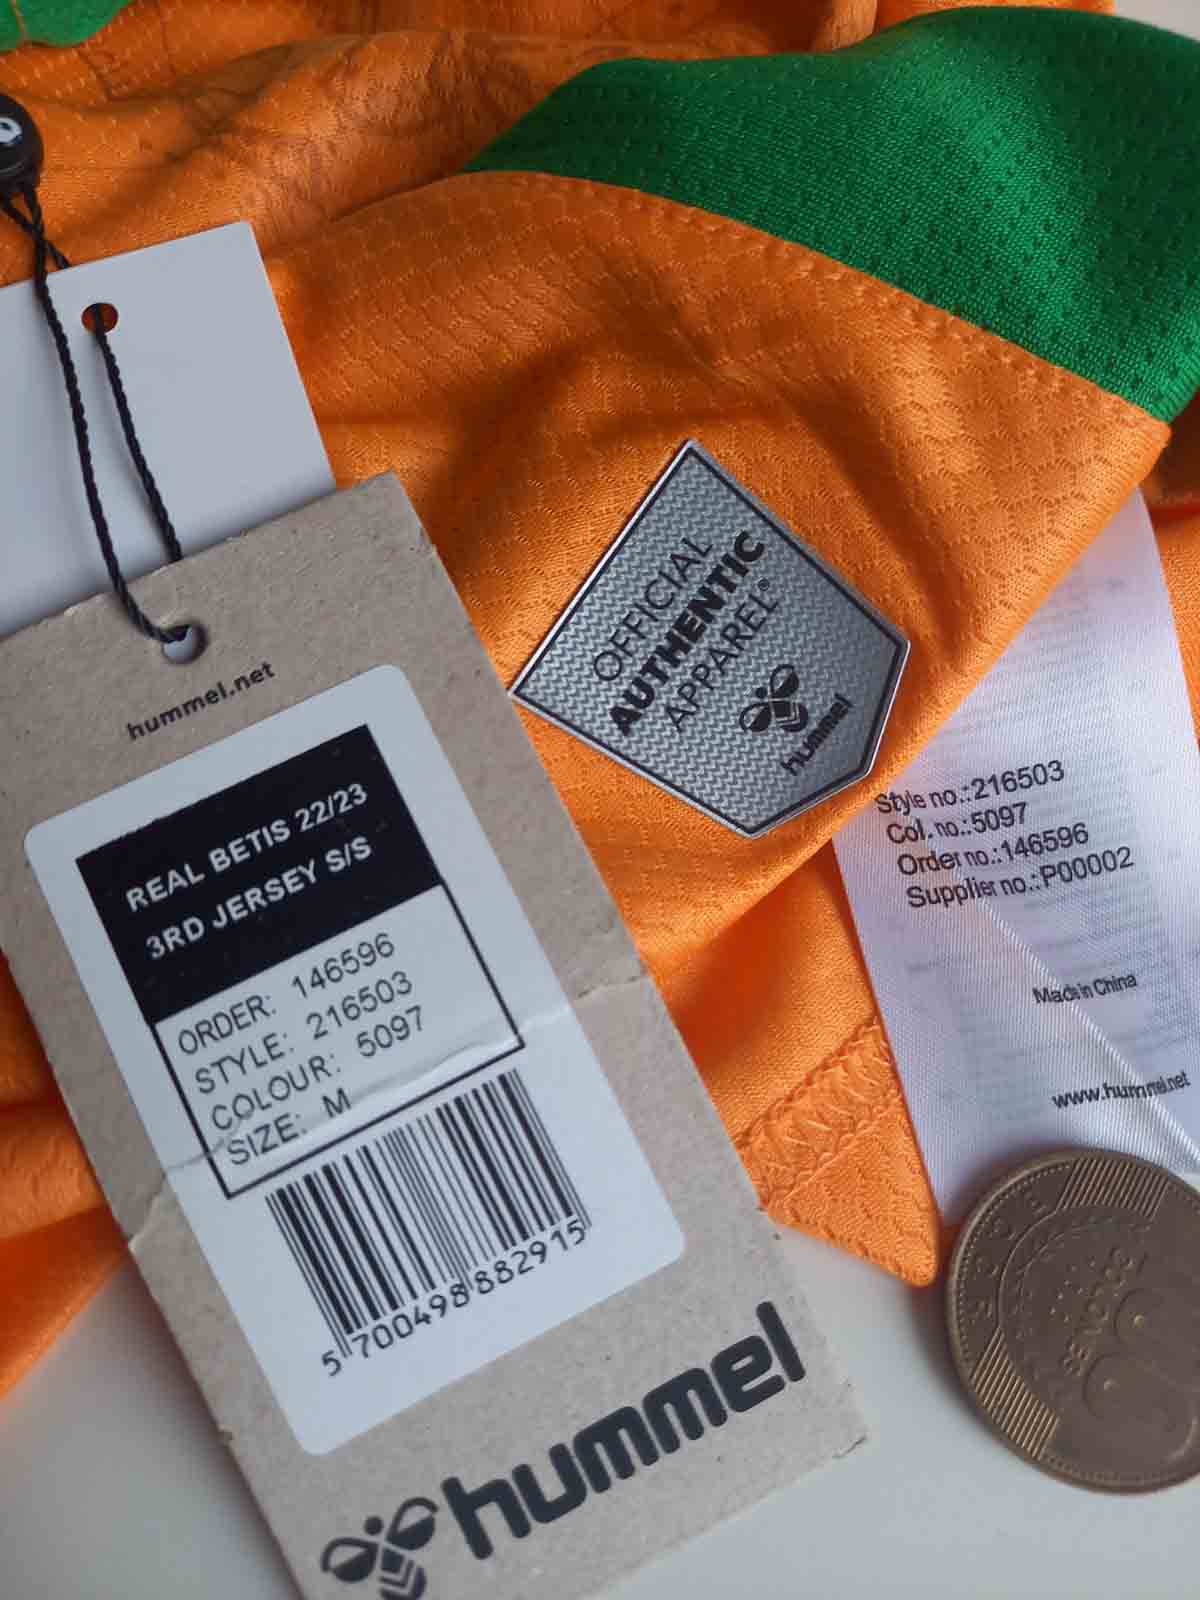 hummel.net
REAL BETIS 22/23
3RD JERSEY S/S
ORDER: 146596
STYLE: 216503
COLOUR: 5097
SIZE: M
5 700498 882915
hummel
OFFICIAL
AUTHENTIC
APPAREL®
hummel
Style no.:216503
Col. no.:5097
Order no.:146596
Supplier no.:P00002
Made in China
www.hummel.net